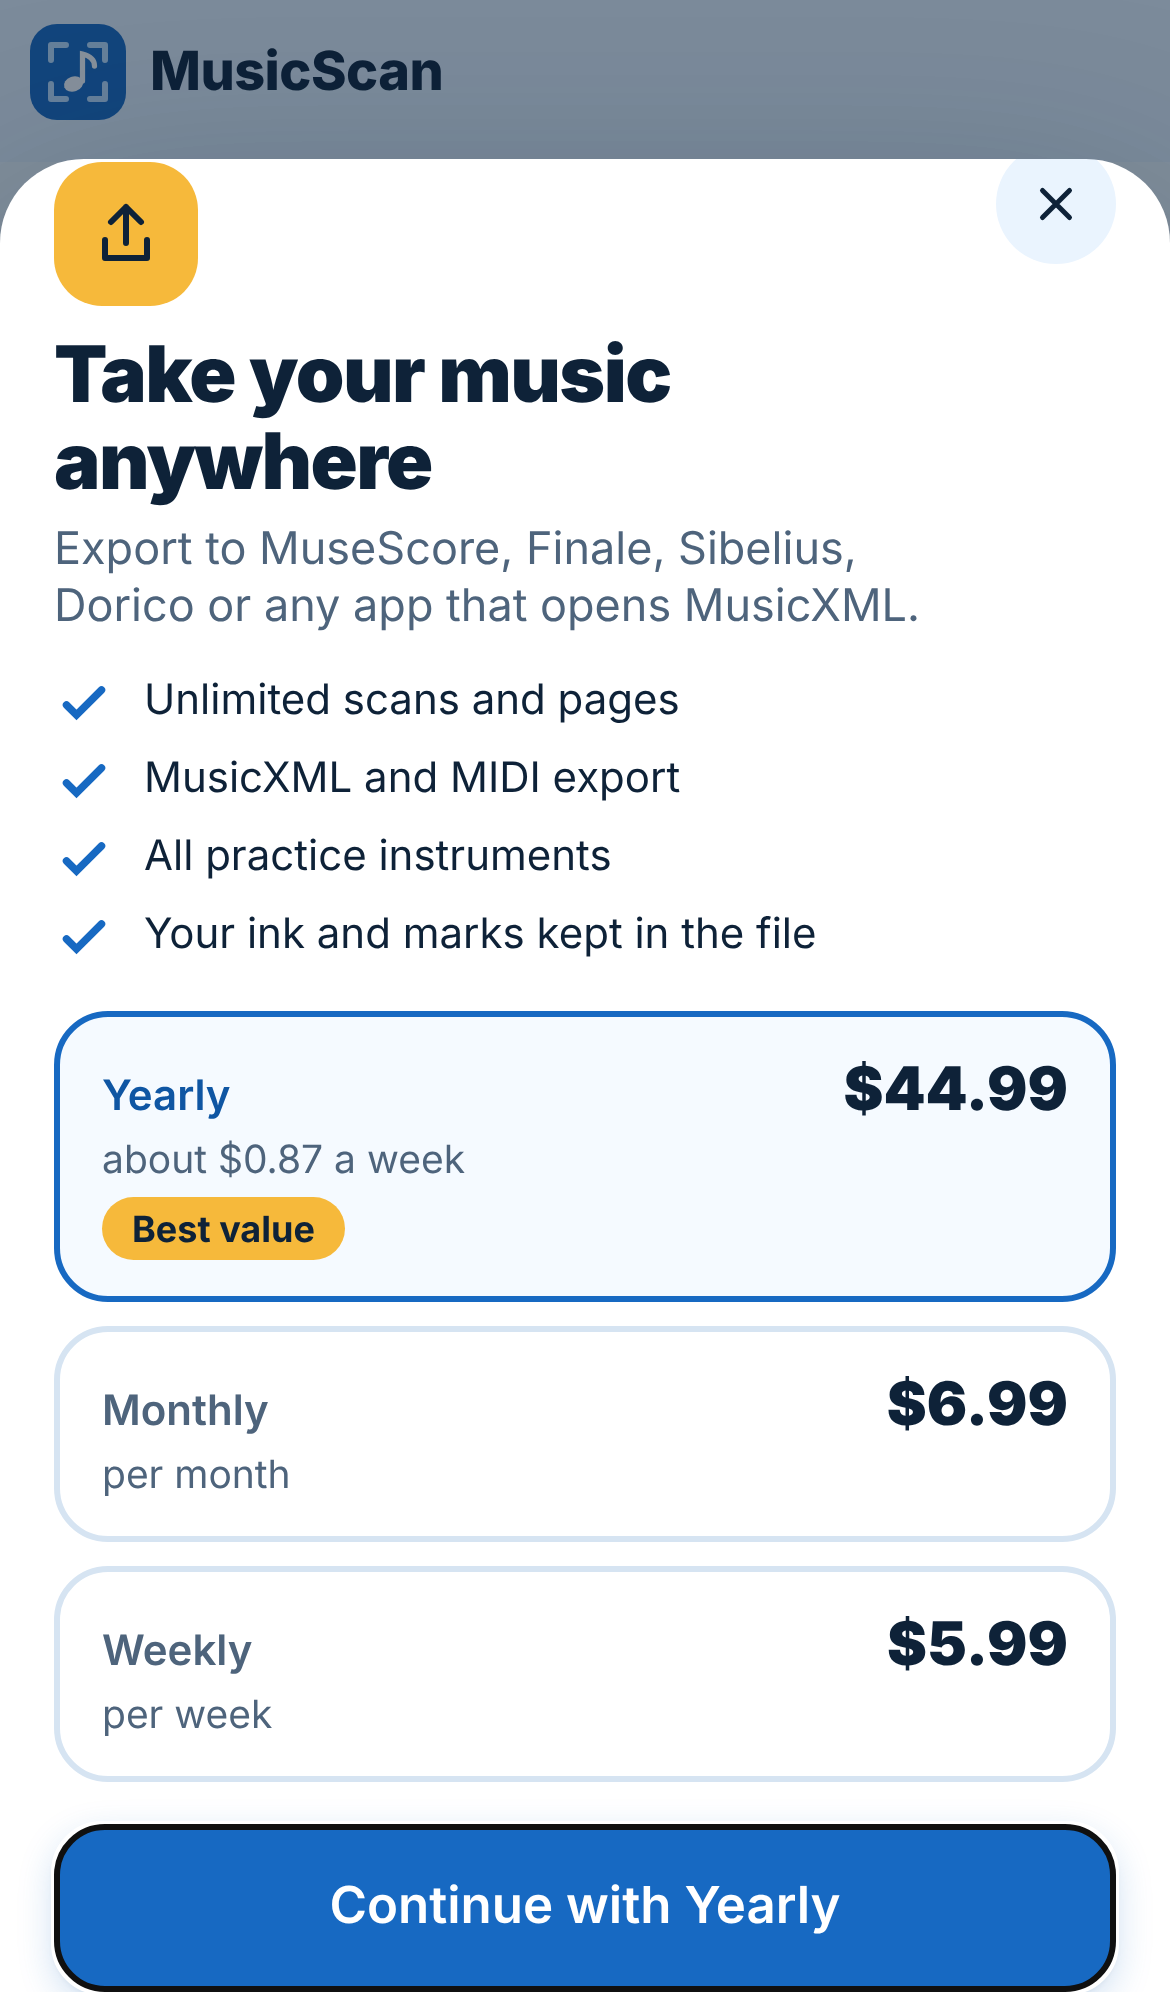 MusicScan
Take your music
anywhere
Export to MuseScore, Finale, Sibelius,
Dorico or any app that opens MusicXML.
Unlimited scans and pages
MusicXML and MIDI export
All practice instruments
Your ink and marks kept in the file
Yearly
$44.99
about $0.87 a week
Best value
Monthly
$6.99
per month
Weekly
$5.99
per week
Continue with Yearly